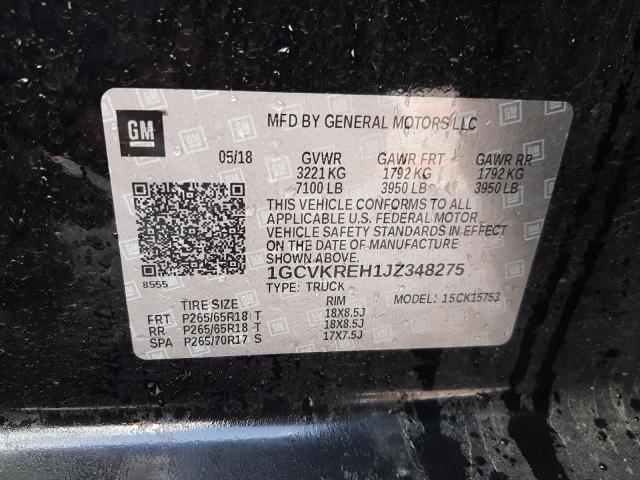 GM
MFD BY GENERAL MOTORS LLC
05/18 GVWR GAWR FRT GAWR RR
3221 KG 1792 KG 1792 KG
7100 LB 3950 LB 3950 LB
THIS VEHICLE CONFORMS TO ALL
APPLICABLE U.S. FEDERAL MOTOR
VEHICLE SAFETY STANDARDS IN EFFECT
ON THE DATE OF MANUFACTURE
SHOWN ABOVE.
1GCVKREH1JZ348275
8555
TYPE: TRUCK MODEL: 15CK15753
TIRE SIZE RIM
FRT P265/65R18 T 18X8.5J
RR P265/65R18 T 18X8.5J
SPA P265/70R17 S 17X7.5J